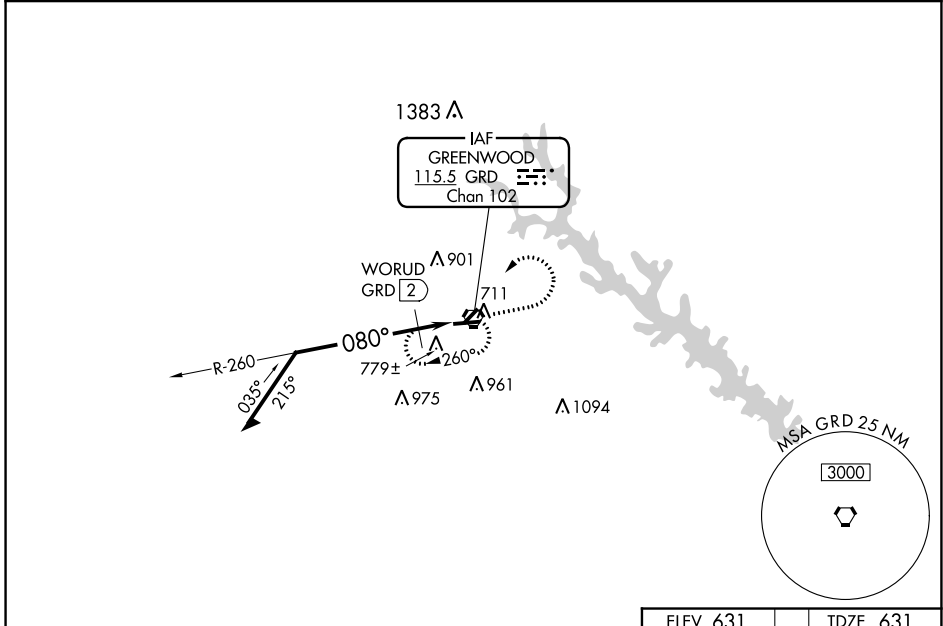 1383
IAF
GREENWOOD
115.5 GRD
Chan 102
901
WORUD
GRD 2
711
080°
R-260
260°
779±
035°
215°
975
961
1094
MSA GRD 25 NM
3000
ELEV 631 TDZE 631